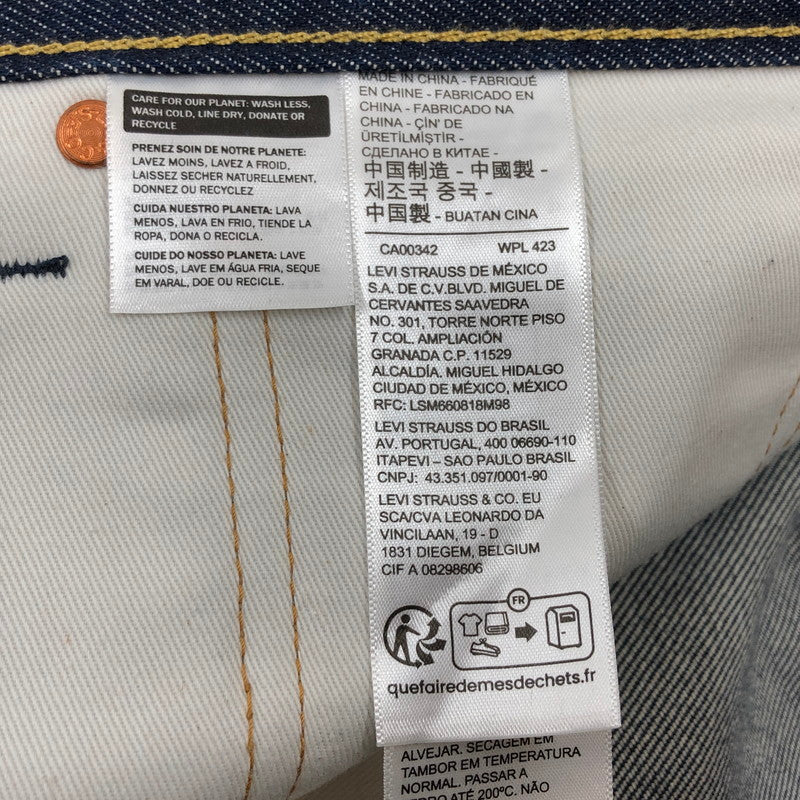 CARE FOR OUR PLANET: WASH LESS,
WASH COLD, LINE DRY, DONATE OR
RECYCLE
PRENEZ SOIN DE NOTRE PLANETE:
LAVEZ MOINS, LAVEZ A FROID,
LAISSEZ SECHER NATURELLEMENT,
DONNEZ OU RECYCLEZ
CUIDA NUESTRO PLANETA: LAVA
MENOS, LAVA EN FRIO, TIENDE LA
ROPA, DONA O RECICLA.
CUIDE DO NOSSO PLANETA: LAVE
MENOS, LAVE EM ÁGUA FRIA, SEQUE
EM VARAL, DOE OU RECICLE.
MADE IN CHINA - FABRIQUÉ
EN CHINE - FABRICADO EN
CHINA - FABRICADO NA
CHINA - ÇİN' DE
ÜRETİLMİŞTİR -
СДЕЛАНО В КИТАЕ -
中国制造 - 中國製 -
제조국 중국 -
中国製 - BUATAN CINA
CA00342 WPL 423
LEVI STRAUSS DE MÉXICO
S.A. DE C.V.BLVD. MIGUEL DE
CERVANTES SAAVEDRA
NO. 301, TORRE NORTE PISO
7 COL. AMPLIACIÓN
GRANADA C.P. 11529
ALCALDÍA. MIGUEL HIDALGO
CIUDAD DE MÉXICO, MÉXICO
RFC: LSM660818M98
LEVI STRAUSS DO BRASIL
AV. PORTUGAL, 400 06690-110
ITAPEVI – SAO PAULO BRASIL
CNPJ: 43.351.097/0001-90
LEVI STRAUSS & CO. EU
SCA/CVA LEONARDO DA
VINCILAAN, 19 - D
1831 DIEGEM, BELGIUM
CIF A 08298606
FR
quefairedemesdechets.fr
ALVEJAR. SECAGEM EM
TAMBOR EM TEMPERATURA
NORMAL. PASSAR A
ATÉ 200ºC. NÃO